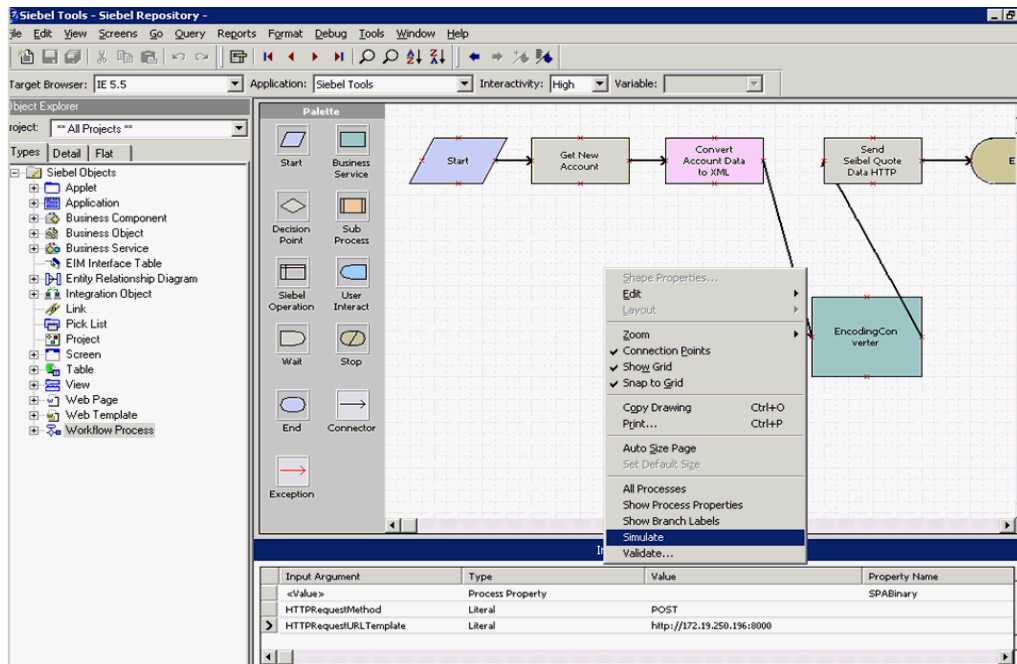 Siebel Tools - Siebel Repository -
File Edit View Screens Go Query Reports Format Debug Tools Window Help
Target Browser: IE 5.5 Application: Siebel Tools Interactivity: High Variable:
Object Explorer
Project: ** All Projects **
Types Detail Flat
Siebel Objects
Applet
Application
Business Component
Business Object
Business Service
EIM Interface Table
Entity Relationship Diagram
Integration Object
Link
Pick List
Project
Screen
Table
View
Web Page
Web Template
Workflow Process
Palette
Start
Business
Service
Decision
Point
Sub
Process
Siebel
Operation
User
Interact
Wait
Stop
End
Connector
Exception
Start
Get New
Account
Convert
Account Data
to XML
Send
Seibel Quote
Data HTTP
E
EncodingCon
verter
Shape Properties...
Edit
Layout
Zoom
Connection Points
Show Grid
Snap to Grid
Copy Drawing Ctrl+O
Print... Ctrl+P
Auto Size Page
Set Default Size
All Processes
Show Process Properties
Show Branch Labels
Simulate
Validate...
Input Argument Type Value Property Name
<Value> Process Property SPABinary
HTTPRequestMethod Literal POST
HTTPRequestURLTemplate Literal http://172.19.250.196:8000